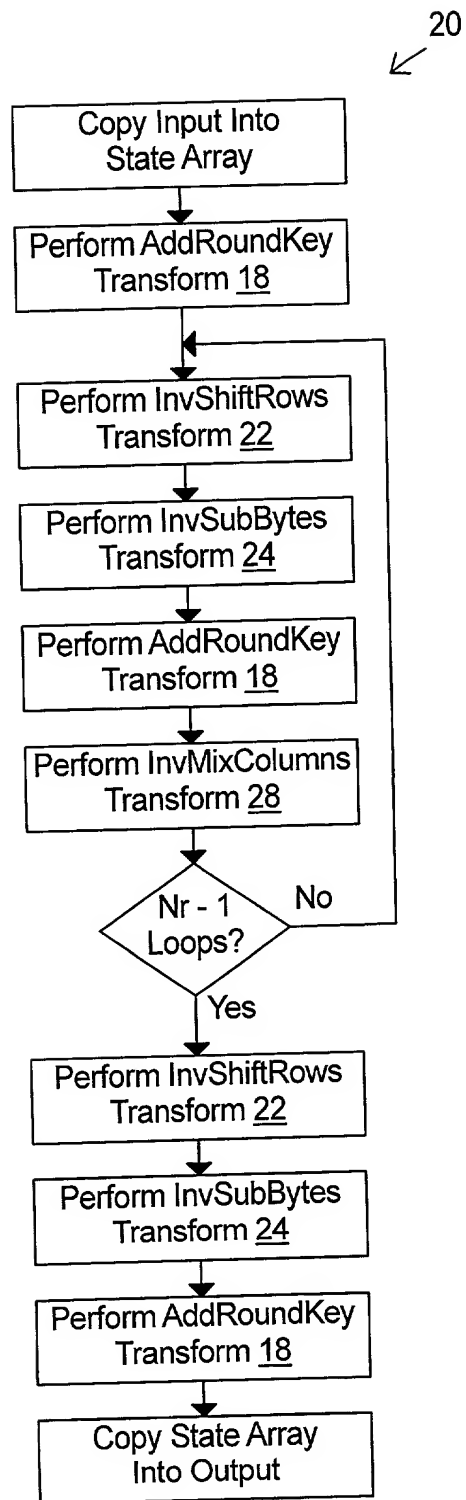 20
Copy Input Into
State Array
Perform AddRoundKey
Transform 18
Perform InvShiftRows
Transform 22
Perform InvSubBytes
Transform 24
Perform AddRoundKey
Transform 18
Perform InvMixColumns
Transform 28
Nr - 1
Loops?
No
Yes
Perform InvShiftRows
Transform 22
Perform InvSubBytes
Transform 24
Perform AddRoundKey
Transform 18
Copy State Array
Into Output